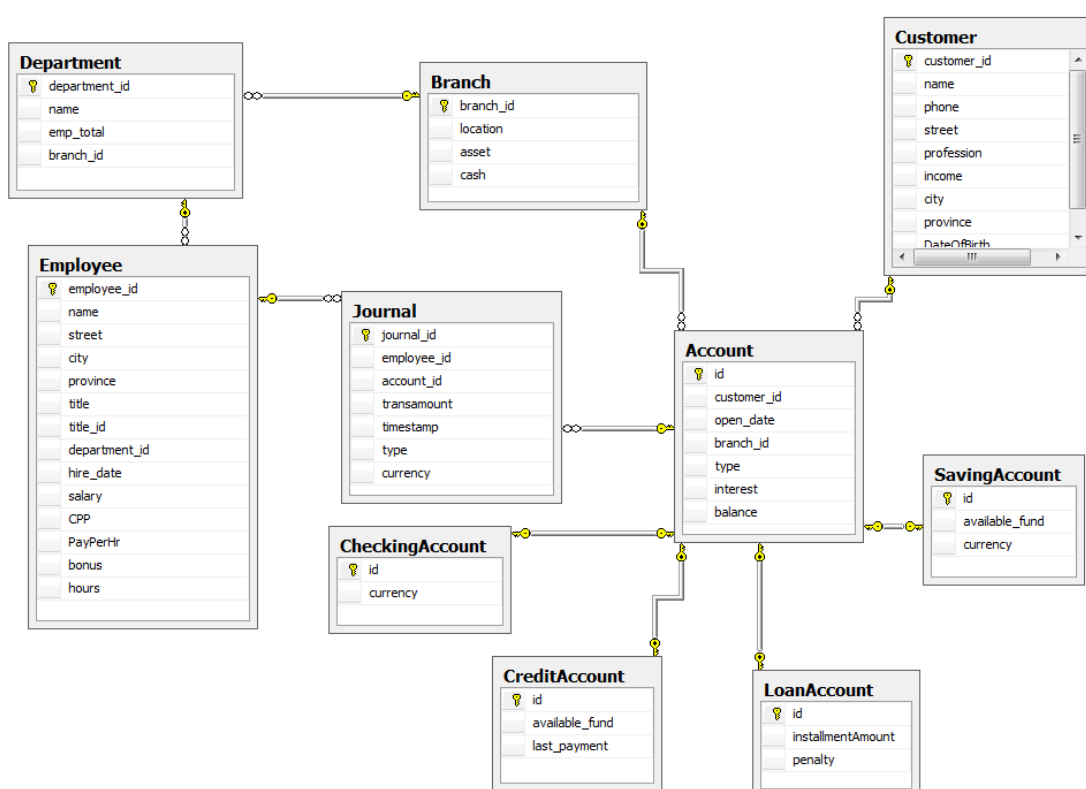 Department
department_id
name
emp_total
branch_id
Branch
branch_id
location
asset
cash
Customer
customer_id
name
phone
street
profession
income
city
province
DateOfBirth
Employee
employee_id
name
street
city
province
title
title_id
department_id
hire_date
salary
CPP
PayPerHr
bonus
hours
Journal
journal_id
employee_id
account_id
transamount
timestamp
type
currency
Account
id
customer_id
open_date
branch_id
type
interest
balance
SavingAccount
id
available_fund
currency
CheckingAccount
id
currency
CreditAccount
id
available_fund
last_payment
LoanAccount
id
installmentAmount
penalty